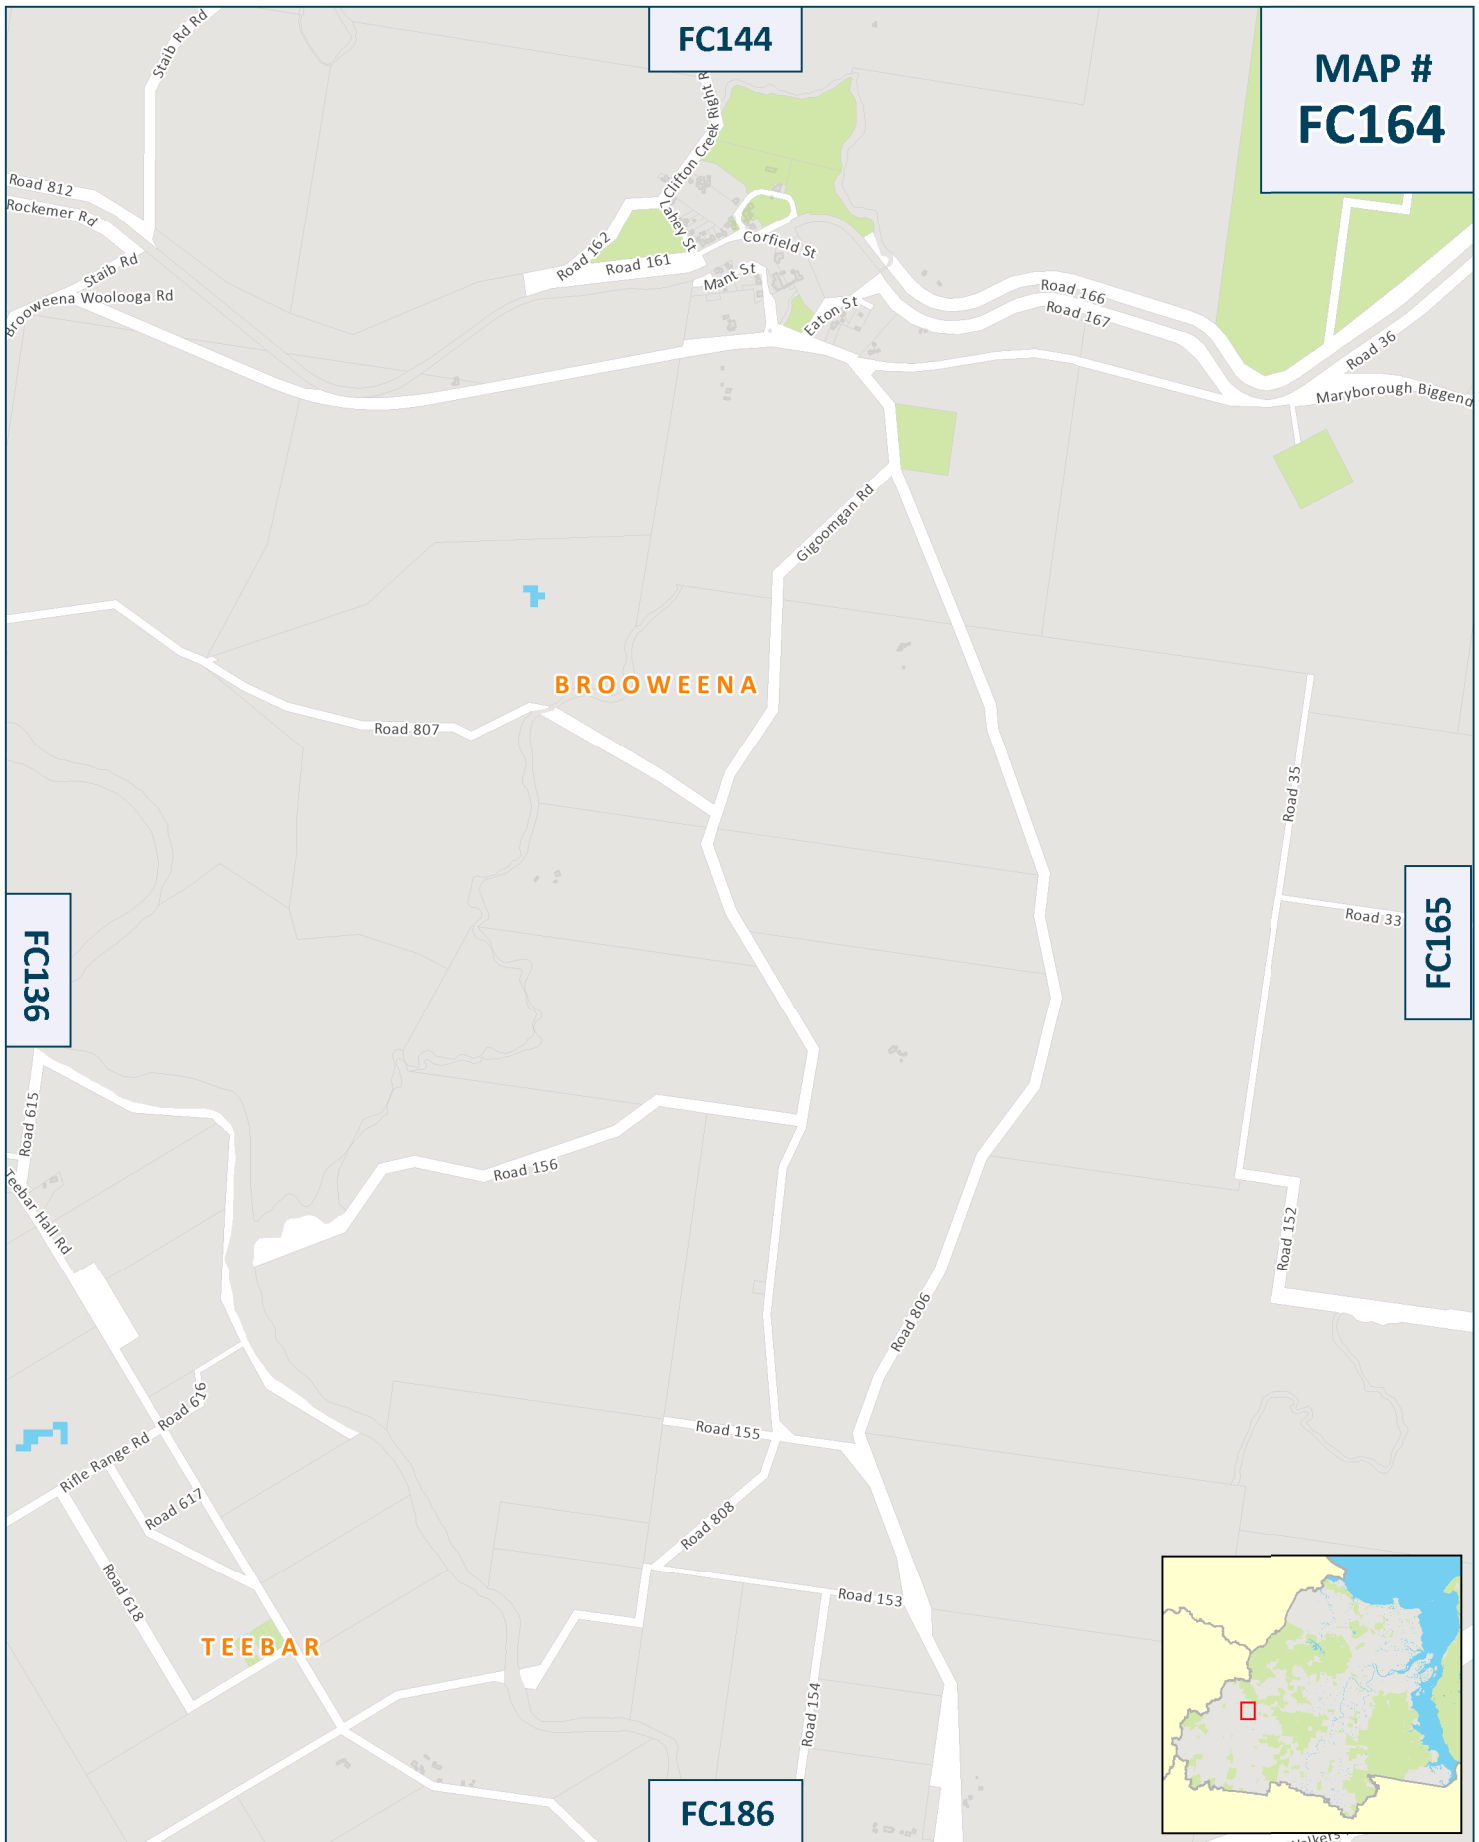 FC144
MAP #
FC164
Staib Rd Rd
Clifton Creek Right R
Road 812
Rockemer Rd
Lahey St
Road 162
Corfield St
Staib Rd
Road 161
Mant St
Brooweena Woolooga Rd
Eaton St
Road 166
Road 167
Road 36
Maryborough Biggend
Gigoomgan Rd
BROOWEENA
Road 807
Road 35
Road 33
FC136
FC165
Road 615
Road 156
Teebar Hall Rd
Road 152
Road 806
Road 616
Road 155
Rifle Range Rd
Road 617
Road 808
Road 618
Road 153
TEEBAR
Road 154
FC186